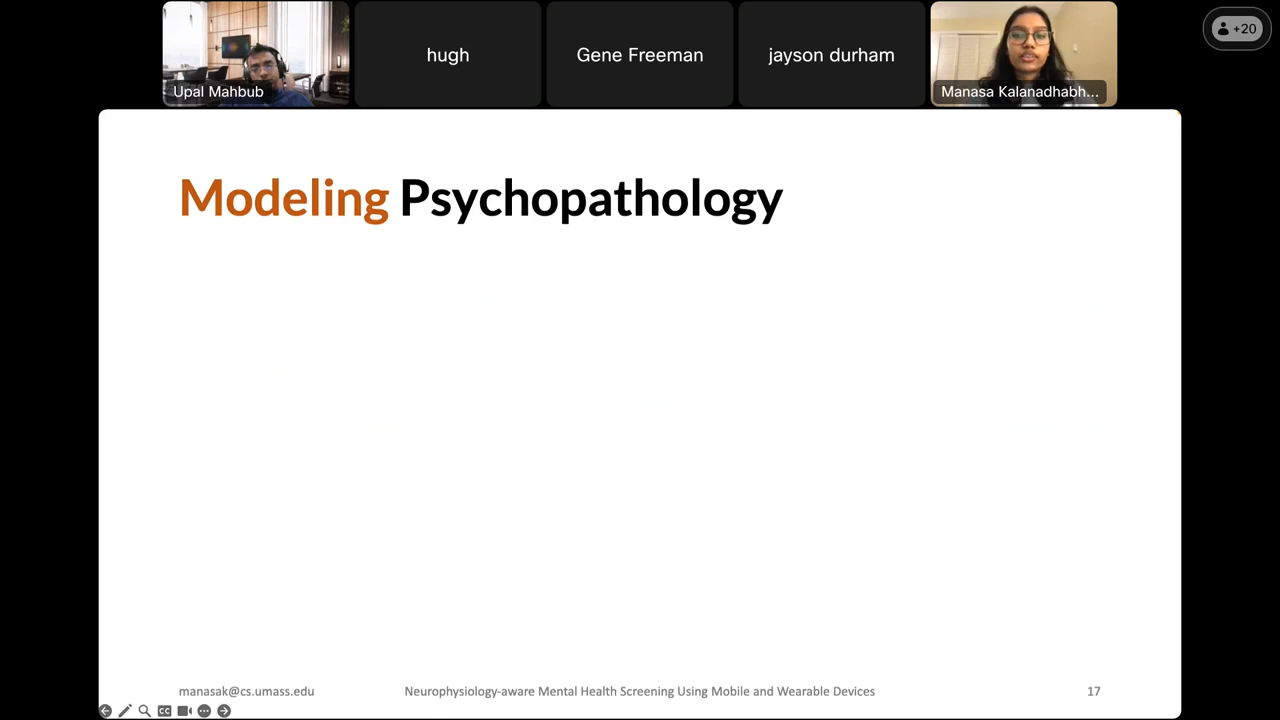 Upal Mahbub
hugh
Gene Freeman
jayson durham
Manasa Kalanadhabh...
+20
Modeling Psychopathology
manasak@cs.umass.edu
Neurophysiology-aware Mental Health Screening Using Mobile and Wearable Devices
17
CC